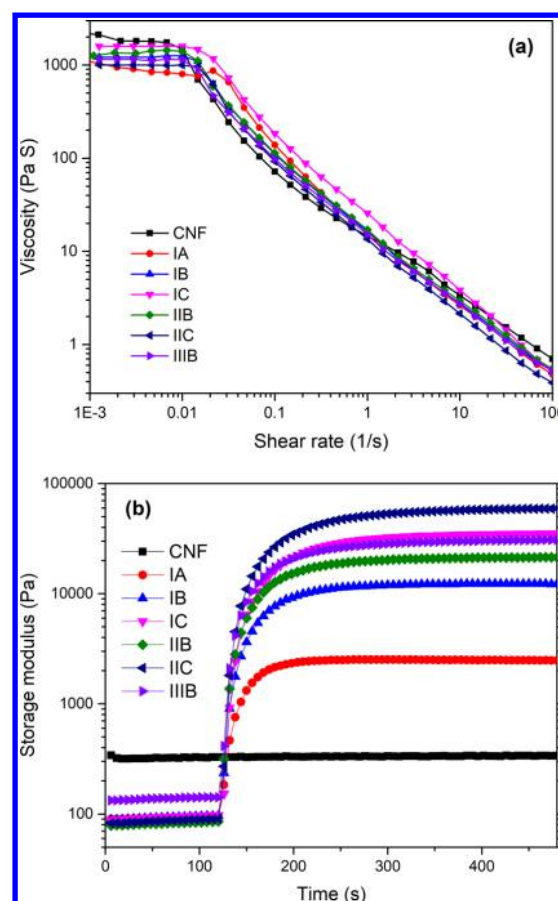 (a)
1000
100
10
1
Viscosity (Pa S)
CNF
IA
IB
IC
IIB
IIC
IIIB
1E-3 0.01 0.1 1 10 100
Shear rate (1/s)
(b)
100000
10000
1000
100
Storage modulus (Pa)
CNF
IA
IB
IC
IIB
IIC
IIIB
0 100 200 300 400
Time (s)